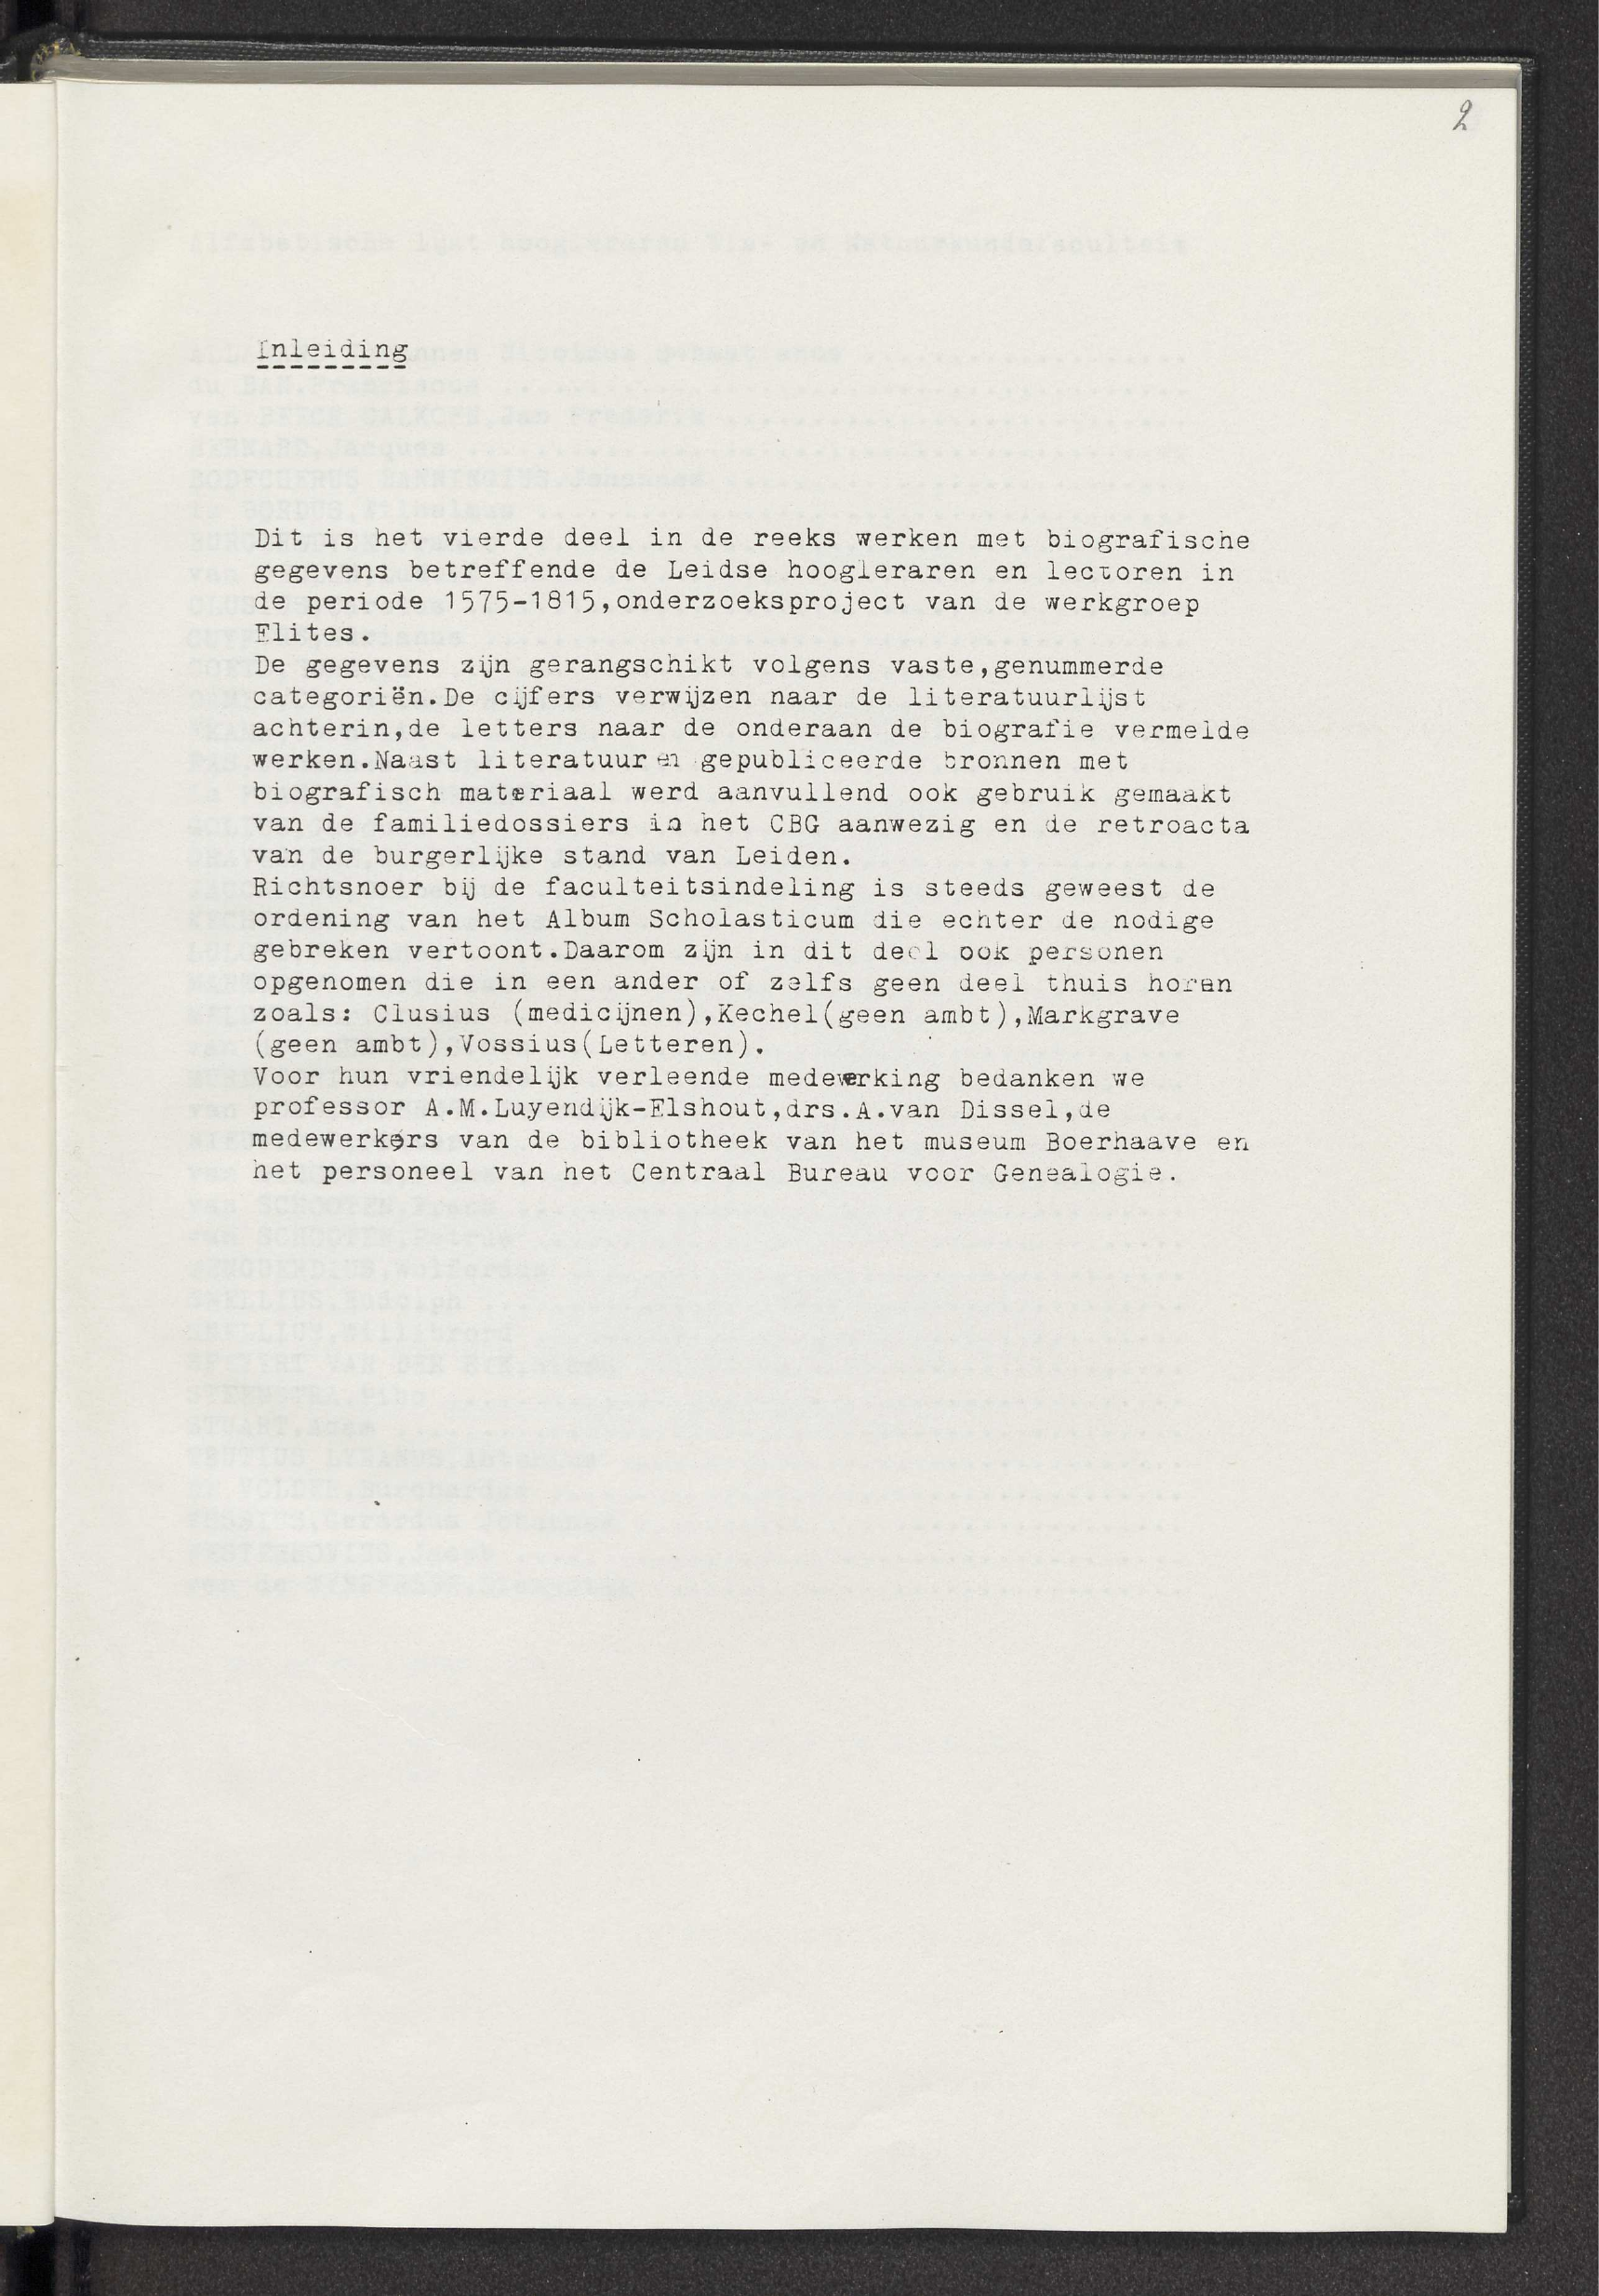 2
Inleiding
Dit is het vierde deel in de reeks werken met biografische
gegevens betreffende de Leidse hoogleraren en lectoren in
de periode 1575-1815,onderzoeksproject van de werkgroep
Elites.
De gegevens zijn gerangschikt volgens vaste,genummerde
categoriën.De cijfers verwijzen naar de literatuurlijst
achterin,de letters naar de onderaan de biografie vermelde
werken.Naast literatuur en gepubliceerde bronnen met
biografisch materiaal werd aanvullend ook gebruik gemaakt
van de familiedossiers in het CBG aanwezig en de retroacta
van de burgerlijke stand van Leiden.
Richtsnoer bij de faculteitsindeling is steeds geweest de
ordening van het Album Scholasticum die echter de nodige
gebreken vertoont.Daarom zijn in dit deel ook personen
opgenomen die in een ander of zelfs geen deel thuis horen
zoals: Clusius (medicijnen),Kechel(geen ambt),Markgrave
(geen ambt),Vossius(Letteren).
Voor hun vriendelijk verleende medewerking bedanken we
professor A.M.Luyendijk-Elshout,drs.A.van Dissel,de
medewerkers van de bibliotheek van het museum Boerhaave en
het personeel van het Centraal Bureau voor Genealogie.